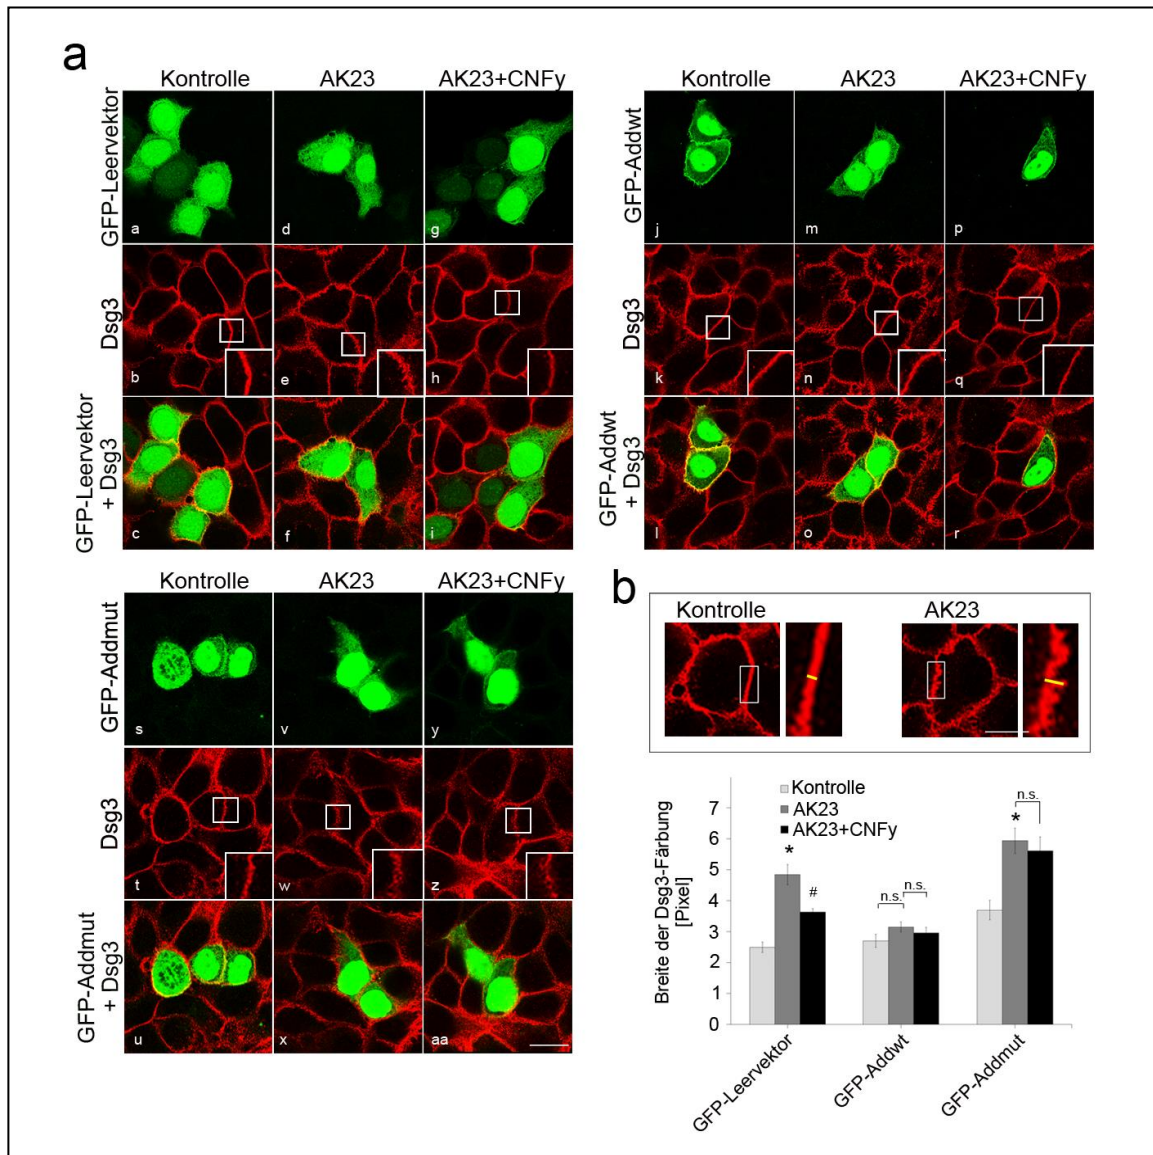 a
Kontrolle AK23 AK23+CNFy
GFP-Leervektor
a d g
Dsg3
b e h
GFP-Leervektor
+ Dsg3
c f i
Kontrolle AK23 AK23+CNFy
GFP-Addwt
j m p
Dsg3
k n q
GFP-Addwt
+ Dsg3
l o r
Kontrolle AK23 AK23+CNFy
GFP-Addmut
s v y
Dsg3
t w z
GFP-Addmut
+ Dsg3
u x aa
b
Kontrolle AK23
Breite der Dsg3-Färbung
[Pixel]
7
6
5
4
3
2
1
0
Kontrolle
AK23
AK23+CNFy
*
#
n.s.
n.s.
*
n.s.
GFP-Leervektor
GFP-Addwt
GFP-Addmut